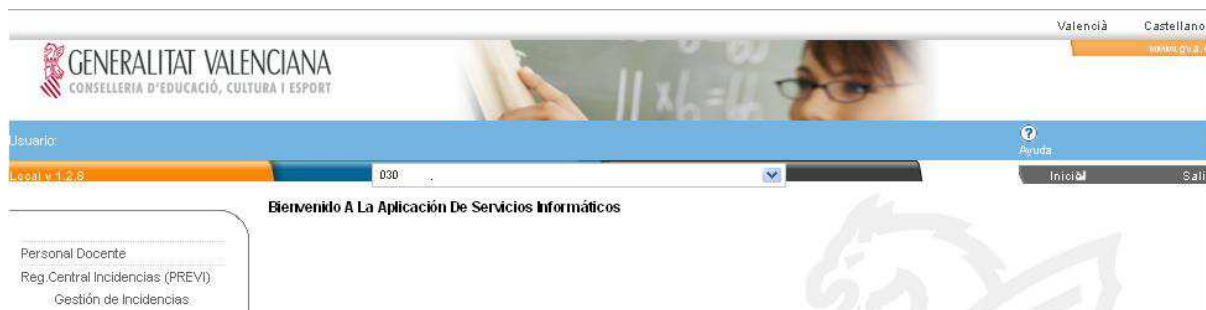 Valencià Castellano
GENERALITAT VALENCIANA
CONSELLERIA D'EDUCACIÓ, CULTURA I ESPORT
Usuario:
Ayuda
Local v 1.2.8
030 .
Inicial
Sali
Bienvenido A La Aplicación De Servicios Informáticos
Personal Docente
Reg.Central Incidencias (PREVI)
Gestión de Incidencias